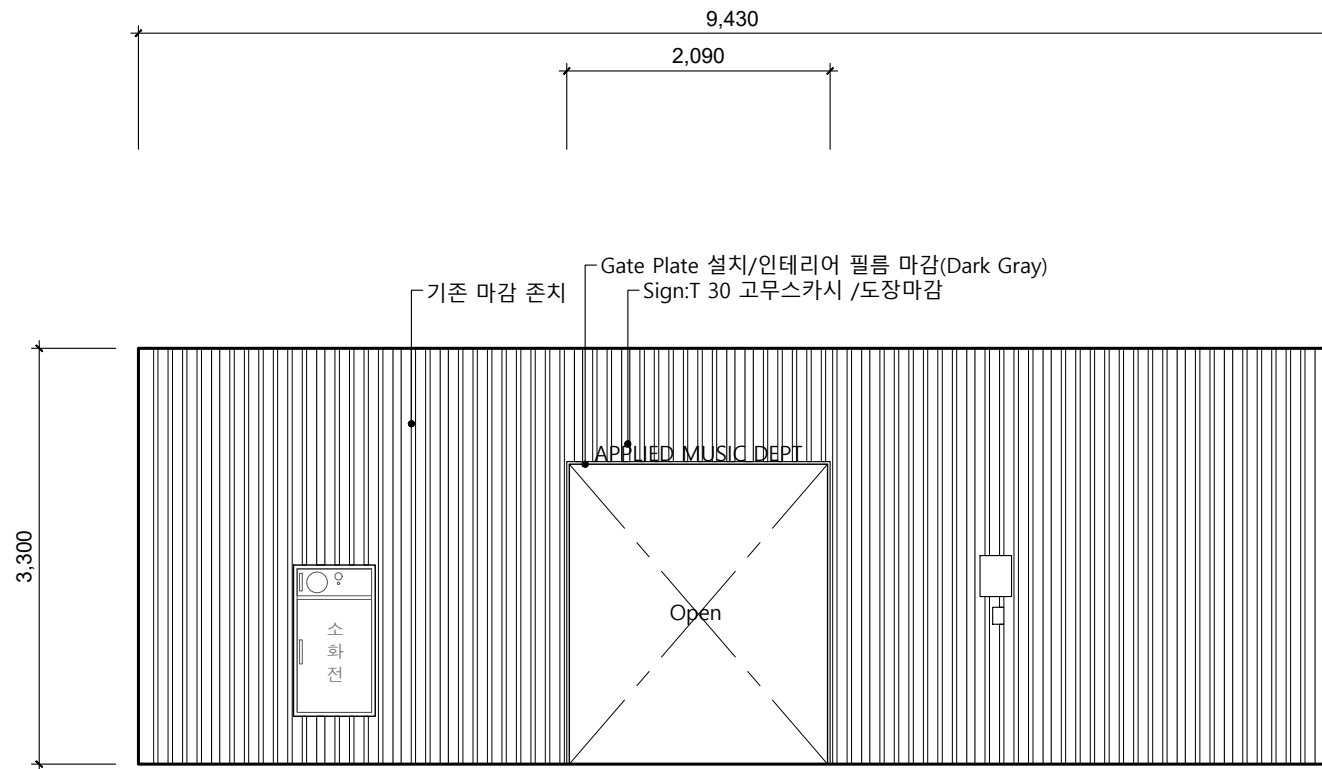 9,430
2,090
Gate Plate 설치/인테리어 필름 마감(Dark Gray)
기존 마감 존치
Sign:T 30 고무스카시 /도장마감
APPLIED MUSIC DEPT
3,300
Open
소
화
전